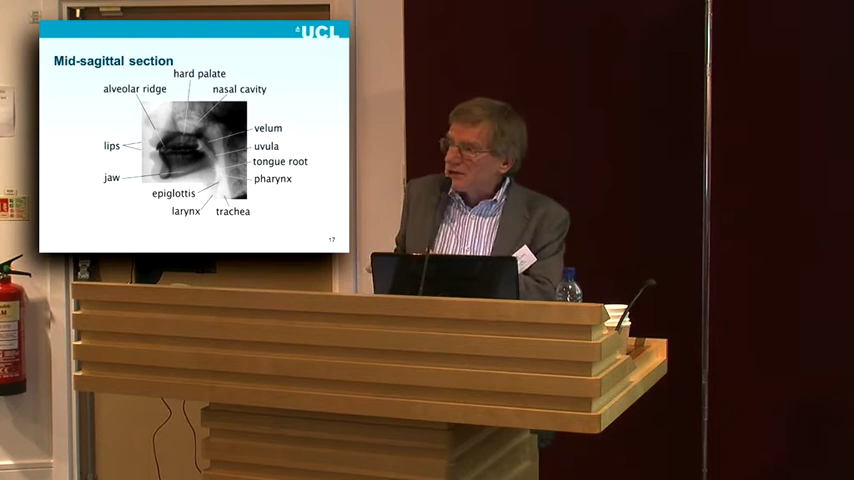 UCL
Mid-sagittal section
hard palate
alveolar ridge
nasal cavity
velum
lips
uvula
tongue root
jaw
pharynx
epiglottis
larynx
trachea
17